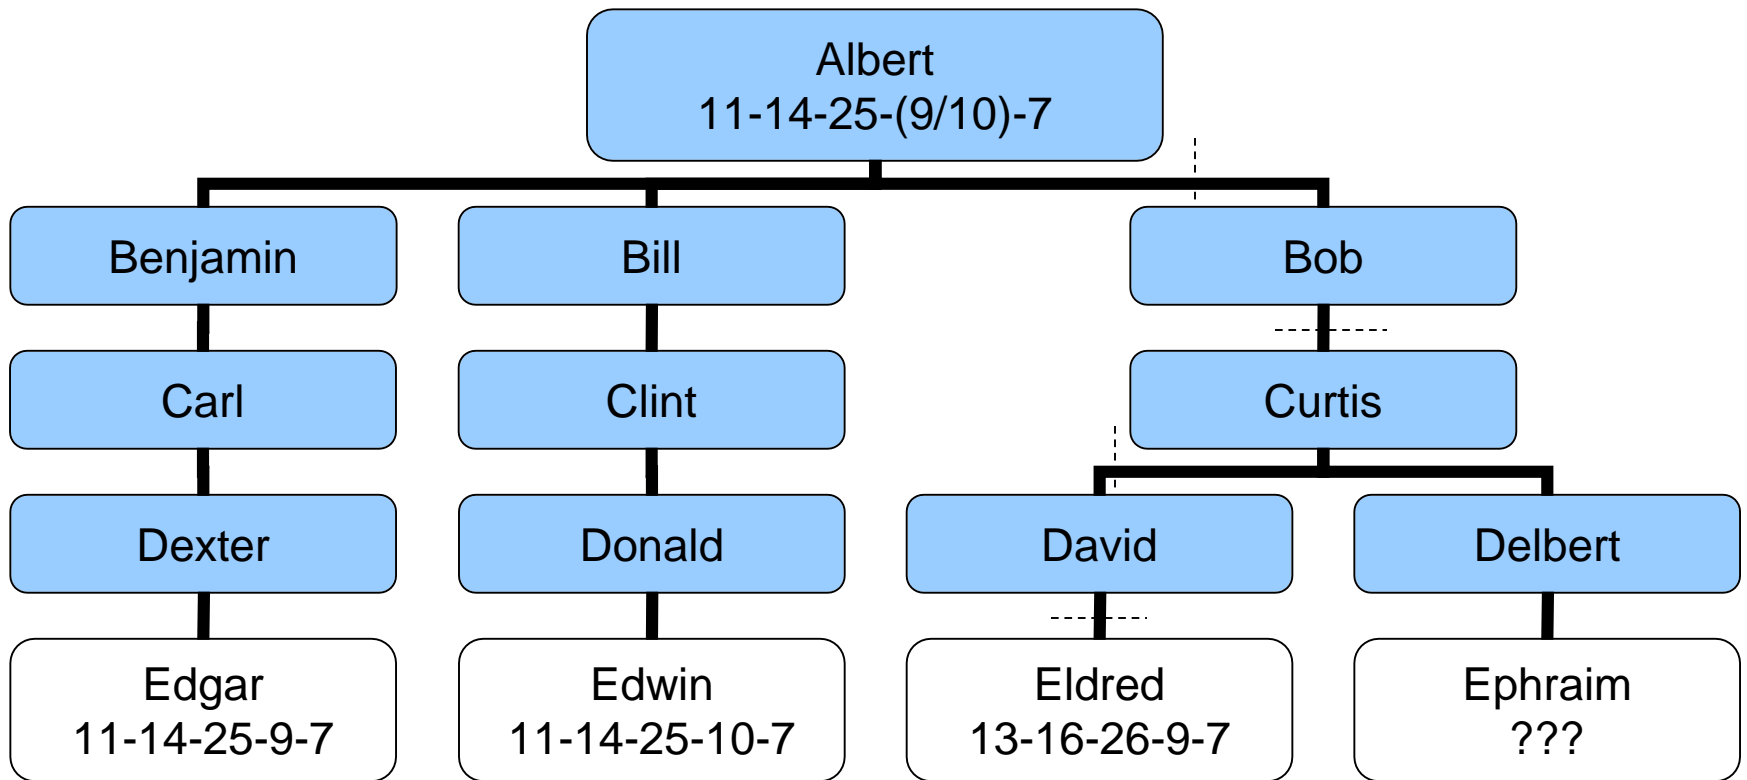 Albert
11-14-25-(9/10)-7
Benjamin
Bill
Bob
Carl
Clint
Curtis
Dexter
Donald
David
Delbert
Edgar
11-14-25-9-7
Edwin
11-14-25-10-7
Eldred
13-16-26-9-7
Ephraim
???